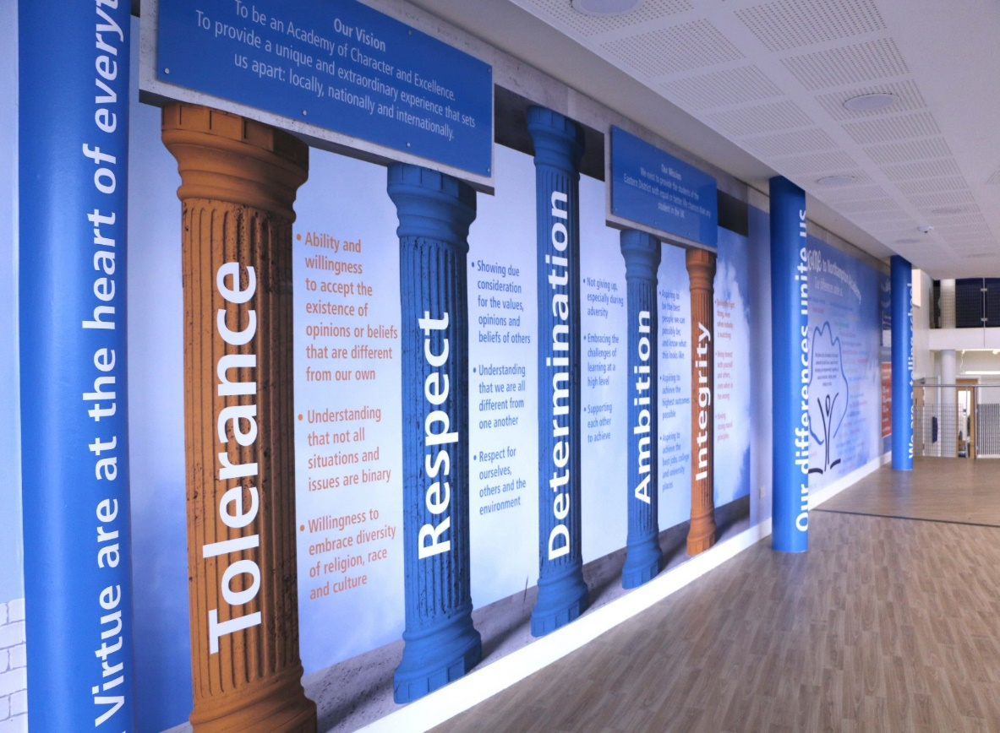 Virtue are at the heart of everyt
Our Vision
To be an Academy of Character and Excellence.
To provide a unique and extraordinary experience that sets
us apart: locally, nationally and internationally.
Tolerance
• Ability and
willingness
to accept the
existence of
opinions or beliefs
that are different
from our own
• Understanding
that not all
situations and
issues are binary
• Willingness to
embrace diversity
of religion, race
and culture
Respect
• Showing due
consideration
for the values,
opinions and
beliefs of others
• Understanding
that we are all
different from
one another
• Respect for
ourselves,
others and the
environment
Determination
• Not giving up,
especially during
adversity
• Embracing the
challenges of
learning at a
high level
• Supporting
each other
to achieve
Our Mission
We exist to provide the students of the
Eastern District with equal or better life chances than any
student in the UK
Ambition
• Aspiring to
be the best
people we can
possibly be,
and know what
this looks like
• Aspiring to
achieve the
highest outcomes
possible
• Aspiring to
achieve the
best jobs, college
and university
places
Integrity
Our differences unite us
to Northampton